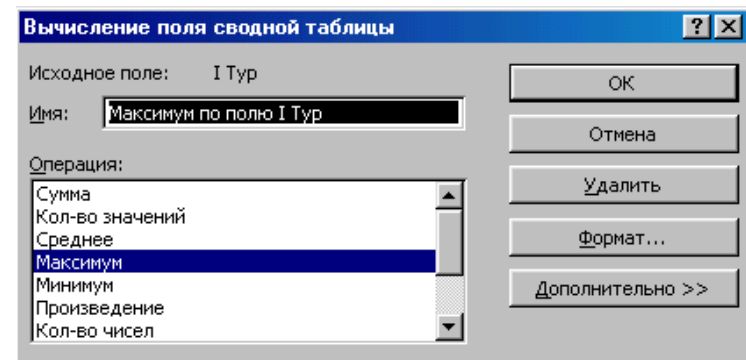 Вычисление поля сводной таблицы
Исходное поле: I Тур
Имя: Максимум по полю I Тур
Операция:
Сумма
Кол-во значений
Среднее
Максимум
Минимум
Произведение
Кол-во чисел
ОК
Отмена
Удалить
Формат...
Дополнительно >>